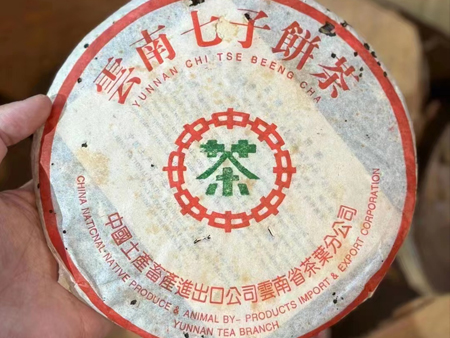 雲南七子餅茶
YUNNAN CHI TSE BEENG CHA
茶
中國土產畜產進出口公司雲南省茶葉分公司
CHINA NATIONAL NATIVE PRODUCE & ANIMAL BY- PRODUCTS IMPORT & EXPORT CORPORATION
YUNNAN TEA BRANCH